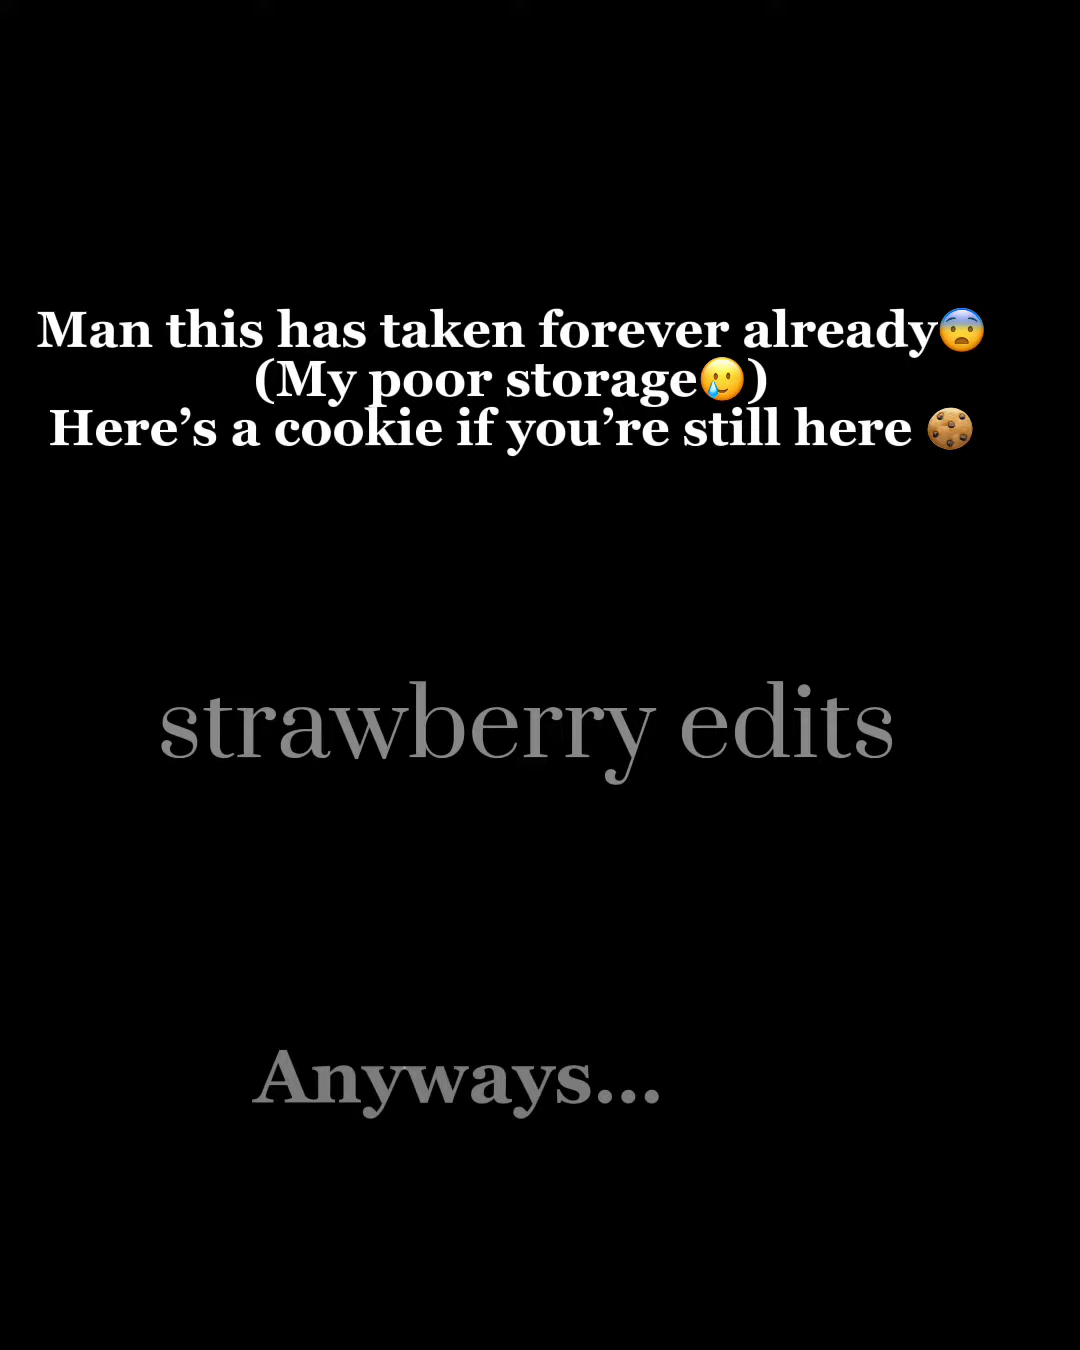 Man this has taken forever already😨
(My poor storage🥲)
Here’s a cookie if you’re still here 🍪
strawberry edits
Anyways...